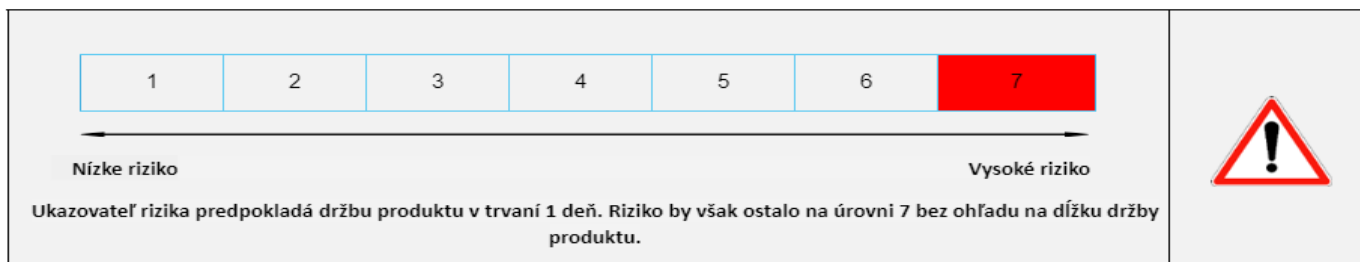 1 2 3 4 5 6 7
Nízke riziko Vysoké riziko
Ukazovateľ rizika predpokladá držbu produktu v trvaní 1 deň. Riziko by však ostalo na úrovni 7 bez ohľadu na dĺžku držby
produktu.